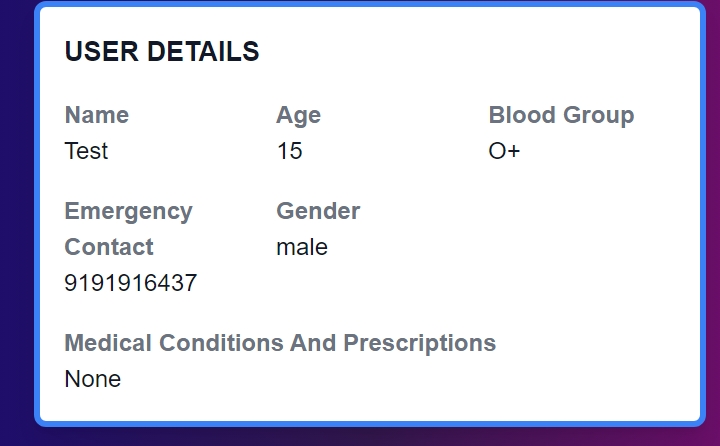 USER DETAILS
Name Age Blood Group
Test 15 O+
Emergency Gender
Contact male
9191916437
Medical Conditions And Prescriptions
None